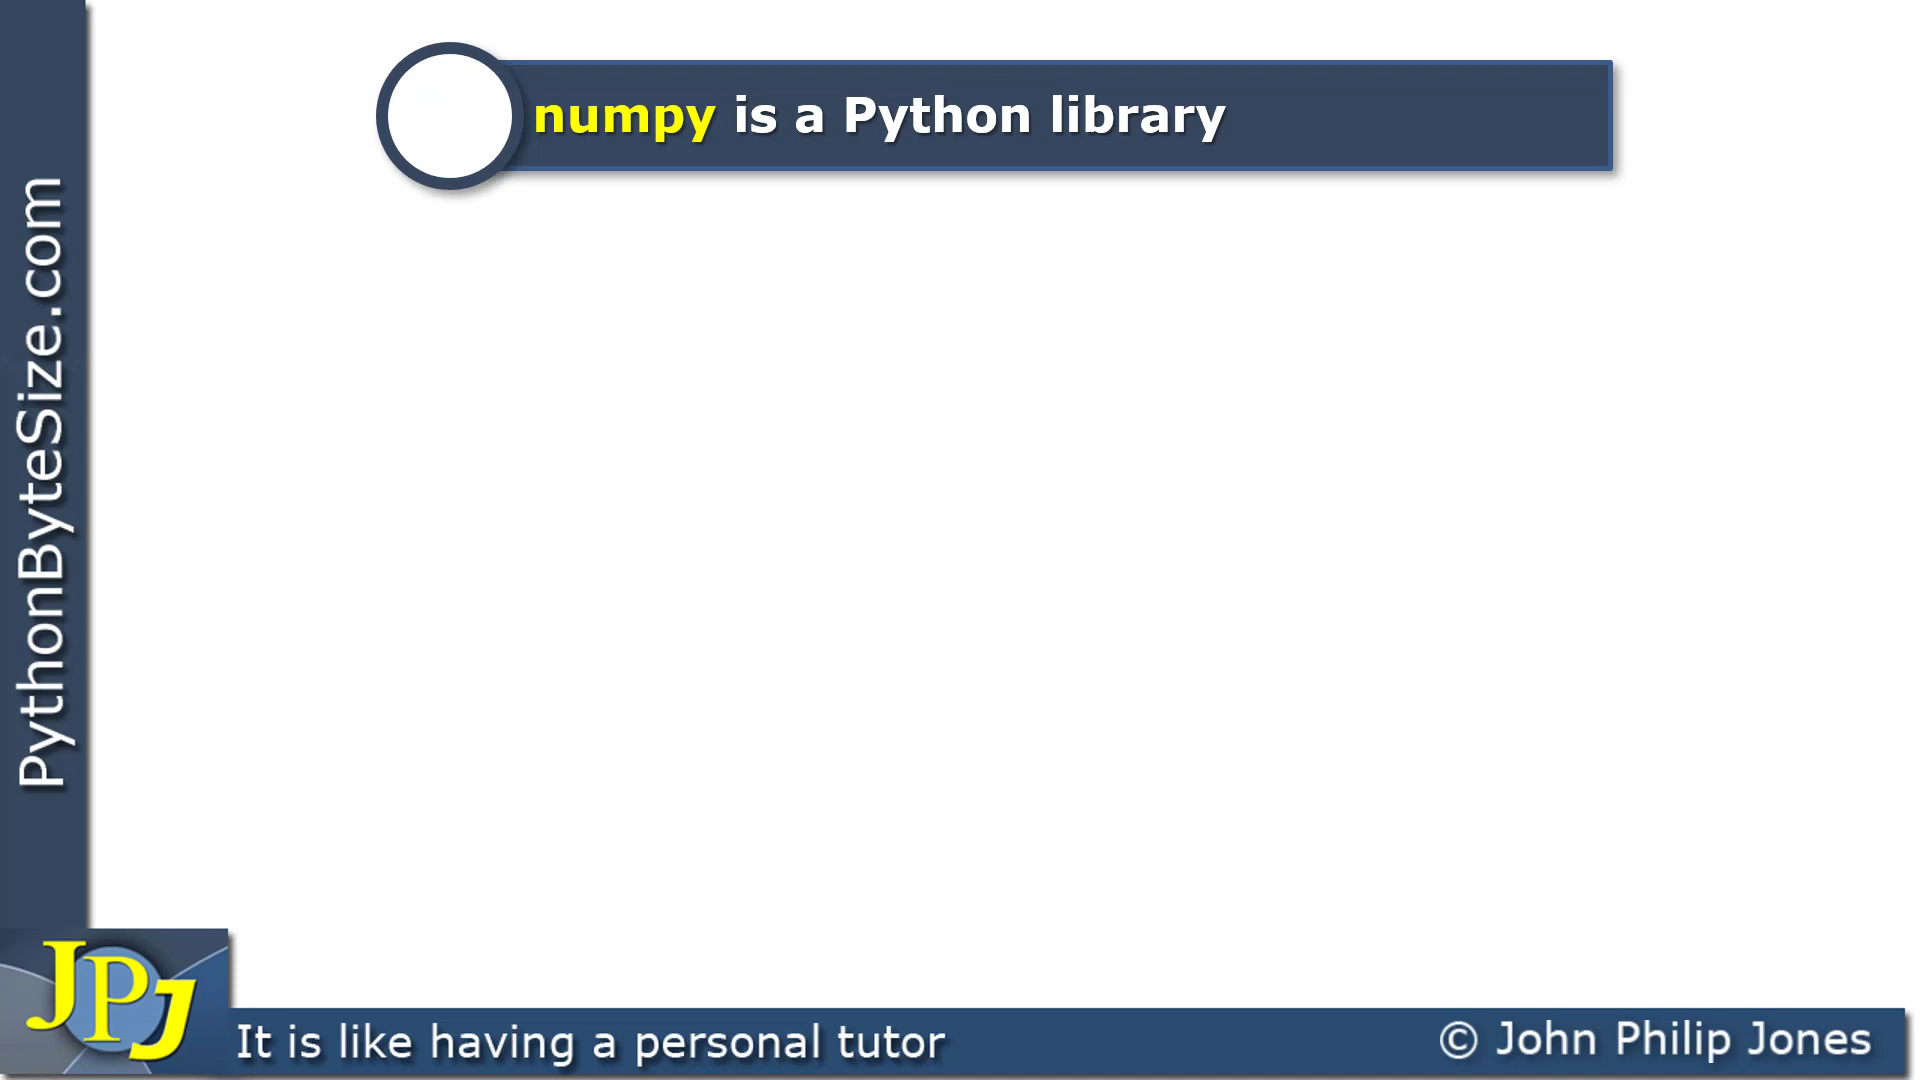 numpy is a Python library
PythonByteSize.com
JPJ
It is like having a personal tutor
© John Philip Jones